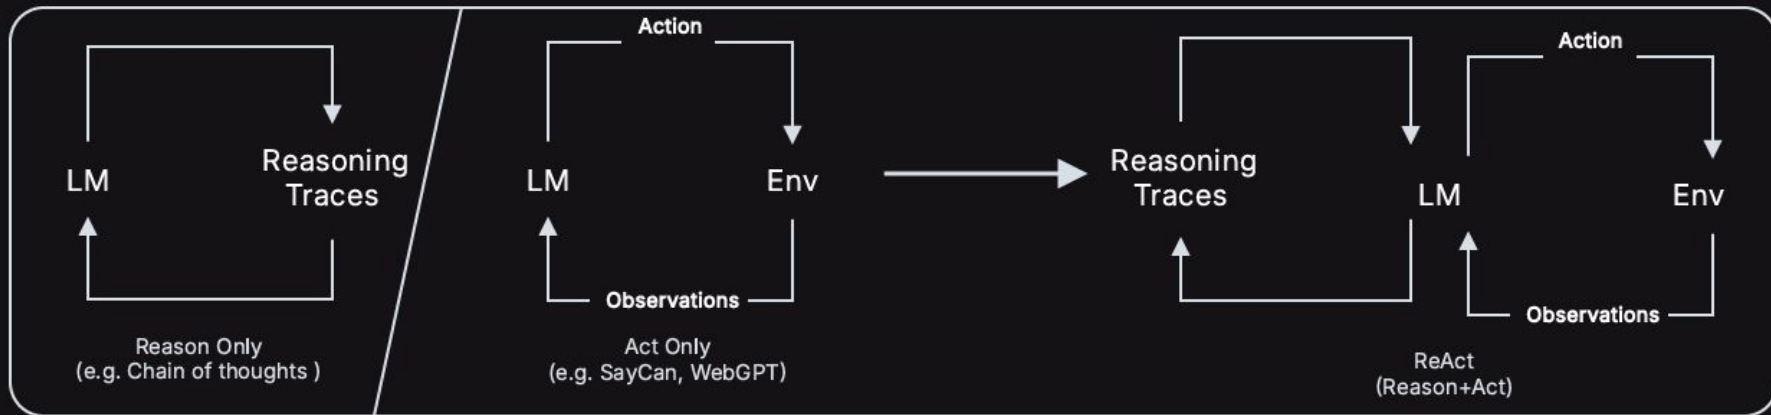 LM
Reasoning
Traces
Reason Only
(e.g. Chain of thoughts )
Action
LM
Env
Observations
Act Only
(e.g. SayCan, WebGPT)
Reasoning
Traces
LM
Action
Env
Observations
ReAct
(Reason+Act)